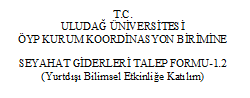 T.C.
ULUDAĞ ÜNİVERSİTESİ
ÖYP KURUM KOORDİNASYON BİRİMİNE
SEYAHAT GİDERLERİ TALEP FORMU-1.2
(Yurtdışı Bilimsel Etkinliğe Katılım)